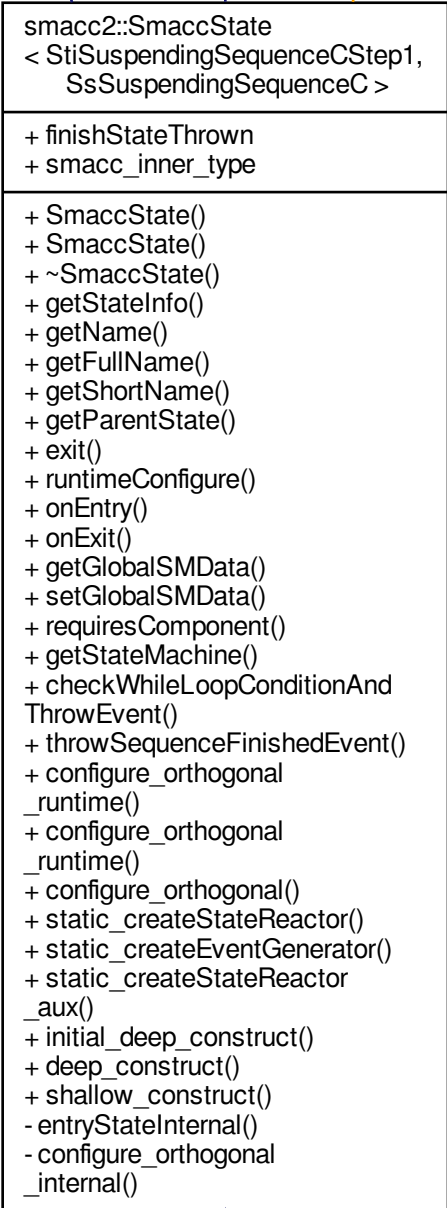 smacc2::SmaccState
< StiSuspendingSequenceCStep1,
SsSuspendingSequenceC >
+ finishStateThrown
+ smacc_inner_type
+ SmaccState()
+ SmaccState()
+ ~SmaccState()
+ getStateInfo()
+ getName()
+ getFullName()
+ getShortName()
+ getParentState()
+ exit()
+ runtimeConfigure()
+ onEntry()
+ onExit()
+ getGlobalSMData()
+ setGlobalSMData()
+ requiresComponent()
+ getStateMachine()
+ checkWhileLoopConditionAnd
ThrowEvent()
+ throwSequenceFinishedEvent()
+ configure_orthogonal
_runtime()
+ configure_orthogonal
_runtime()
+ configure_orthogonal()
+ static_createStateReactor()
+ static_createEventGenerator()
+ static_createStateReactor
_aux()
+ initial_deep_construct()
+ deep_construct()
+ shallow_construct()
- entryStateInternal()
- configure_orthogonal
_internal()